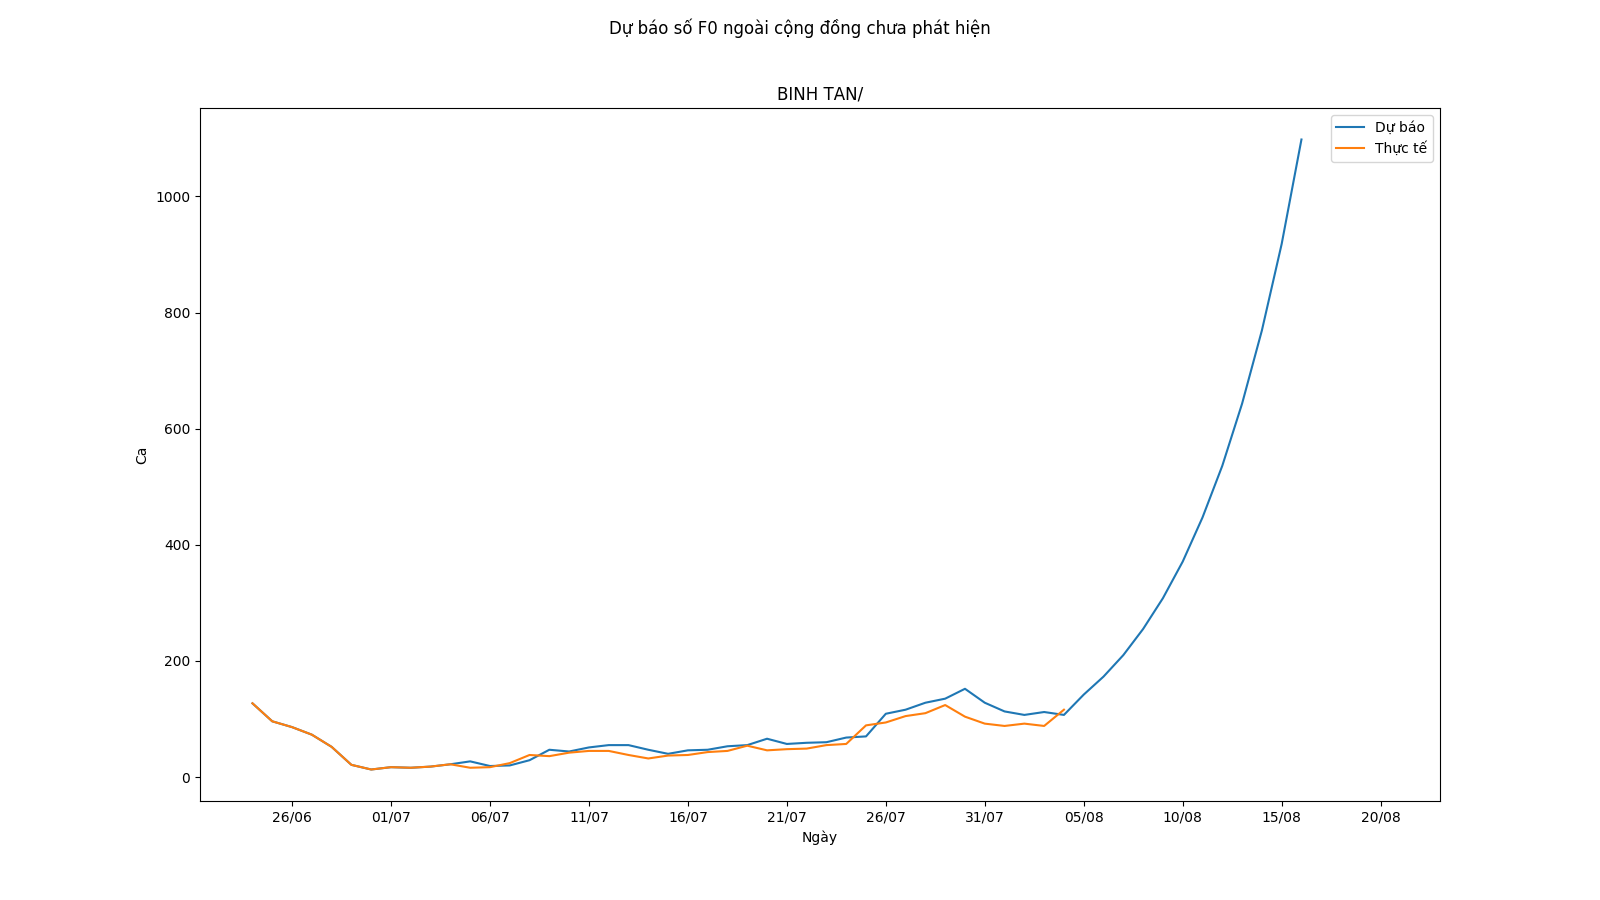 Dự báo số F0 ngoài cộng đồng chưa phát hiện
BINH TAN/
Dự báo
Thực tế
1000
800
600
400
200
0
Ca
26/06 01/07 06/07 11/07 16/07 21/07 26/07 31/07 05/08 10/08 15/08 20/08
Ngày